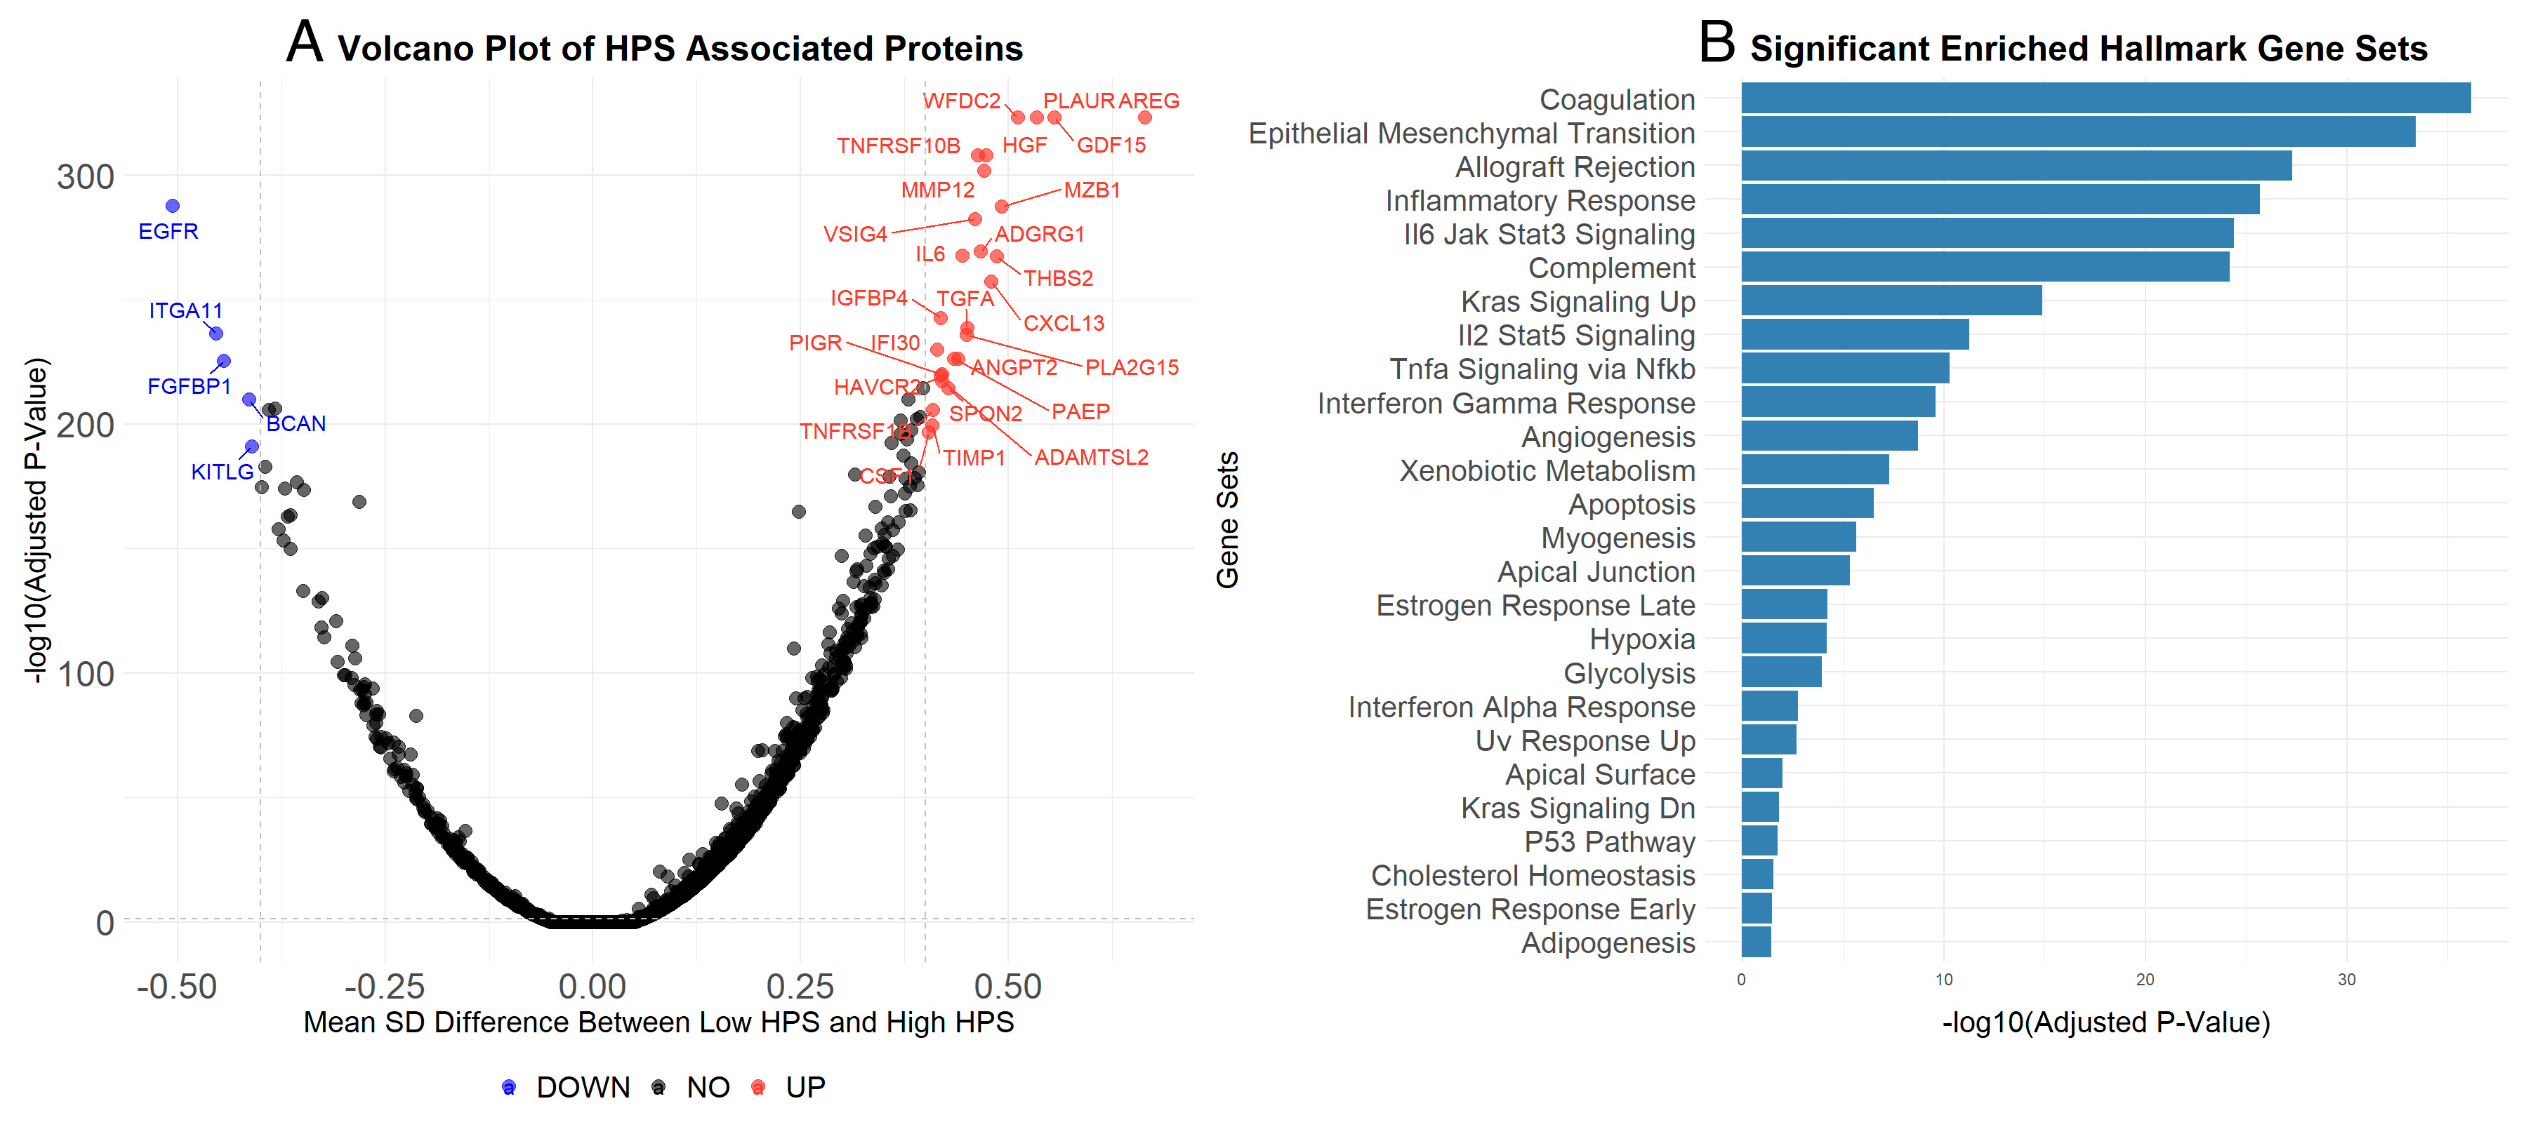 A Volcano Plot of HPS Associated Proteins
-log10(Adjusted P-Value)
300
200
100
0
-0.50
-0.25
0.00
0.25
0.50
Mean SD Difference Between Low HPS and High HPS
WFDC2
PLAUR
AREG
TNFRSF10B
HGF
GDF15
MMP12
MZB1
EGFR
VSIG4
ADGRG1
IL6
THBS2
IGFBP4
TGFA
ITGA11
CXCL13
PIGR
IFI30
ANGPT2
PLA2G15
FGFBP1
HAVCR2
SPON2
PAEP
BCAN
TNFRSF1B
TIMP1
ADAMTSL2
KITLG
CSF1
a DOWN
a NO
a UP
B Significant Enriched Hallmark Gene Sets
Gene Sets
Coagulation
Epithelial Mesenchymal Transition
Allograft Rejection
Inflammatory Response
Il6 Jak Stat3 Signaling
Complement
Kras Signaling Up
Il2 Stat5 Signaling
Tnfa Signaling via Nfkb
Interferon Gamma Response
Angiogenesis
Xenobiotic Metabolism
Apoptosis
Myogenesis
Apical Junction
Estrogen Response Late
Hypoxia
Glycolysis
Interferon Alpha Response
Uv Response Up
Apical Surface
Kras Signaling Dn
P53 Pathway
Cholesterol Homeostasis
Estrogen Response Early
Adipogenesis
0
10
20
30
-log10(Adjusted P-Value)